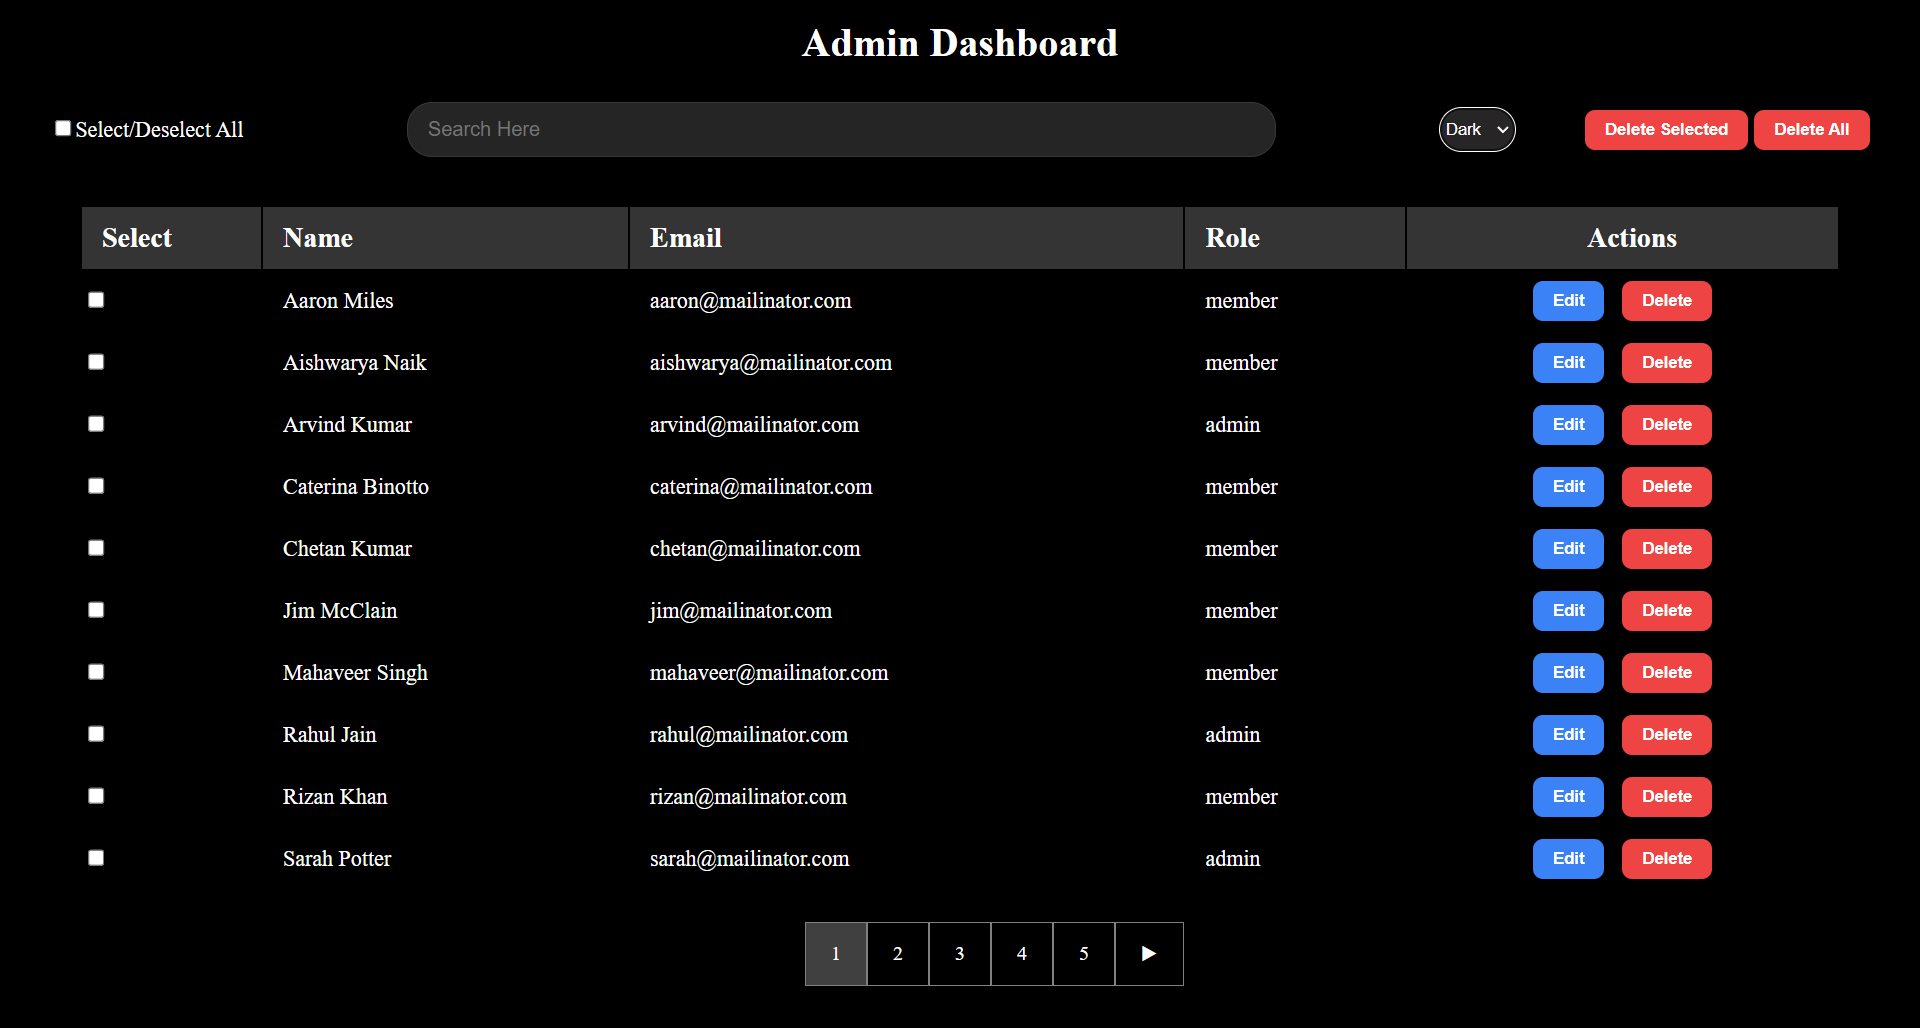 Admin Dashboard
Select/Deselect All Search Here Dark Delete Selected Delete All
Select Name Email Role Actions
Aaron Miles aaron@mailinator.com member Edit Delete
Aishwarya Naik aishwarya@mailinator.com member Edit Delete
Arvind Kumar arvind@mailinator.com admin Edit Delete
Caterina Binotto caterina@mailinator.com member Edit Delete
Chetan Kumar chetan@mailinator.com member Edit Delete
Jim McClain jim@mailinator.com member Edit Delete
Mahaveer Singh mahaveer@mailinator.com member Edit Delete
Rahul Jain rahul@mailinator.com admin Edit Delete
Rizan Khan rizan@mailinator.com member Edit Delete
Sarah Potter sarah@mailinator.com admin Edit Delete
1 2 3 4 5 ►